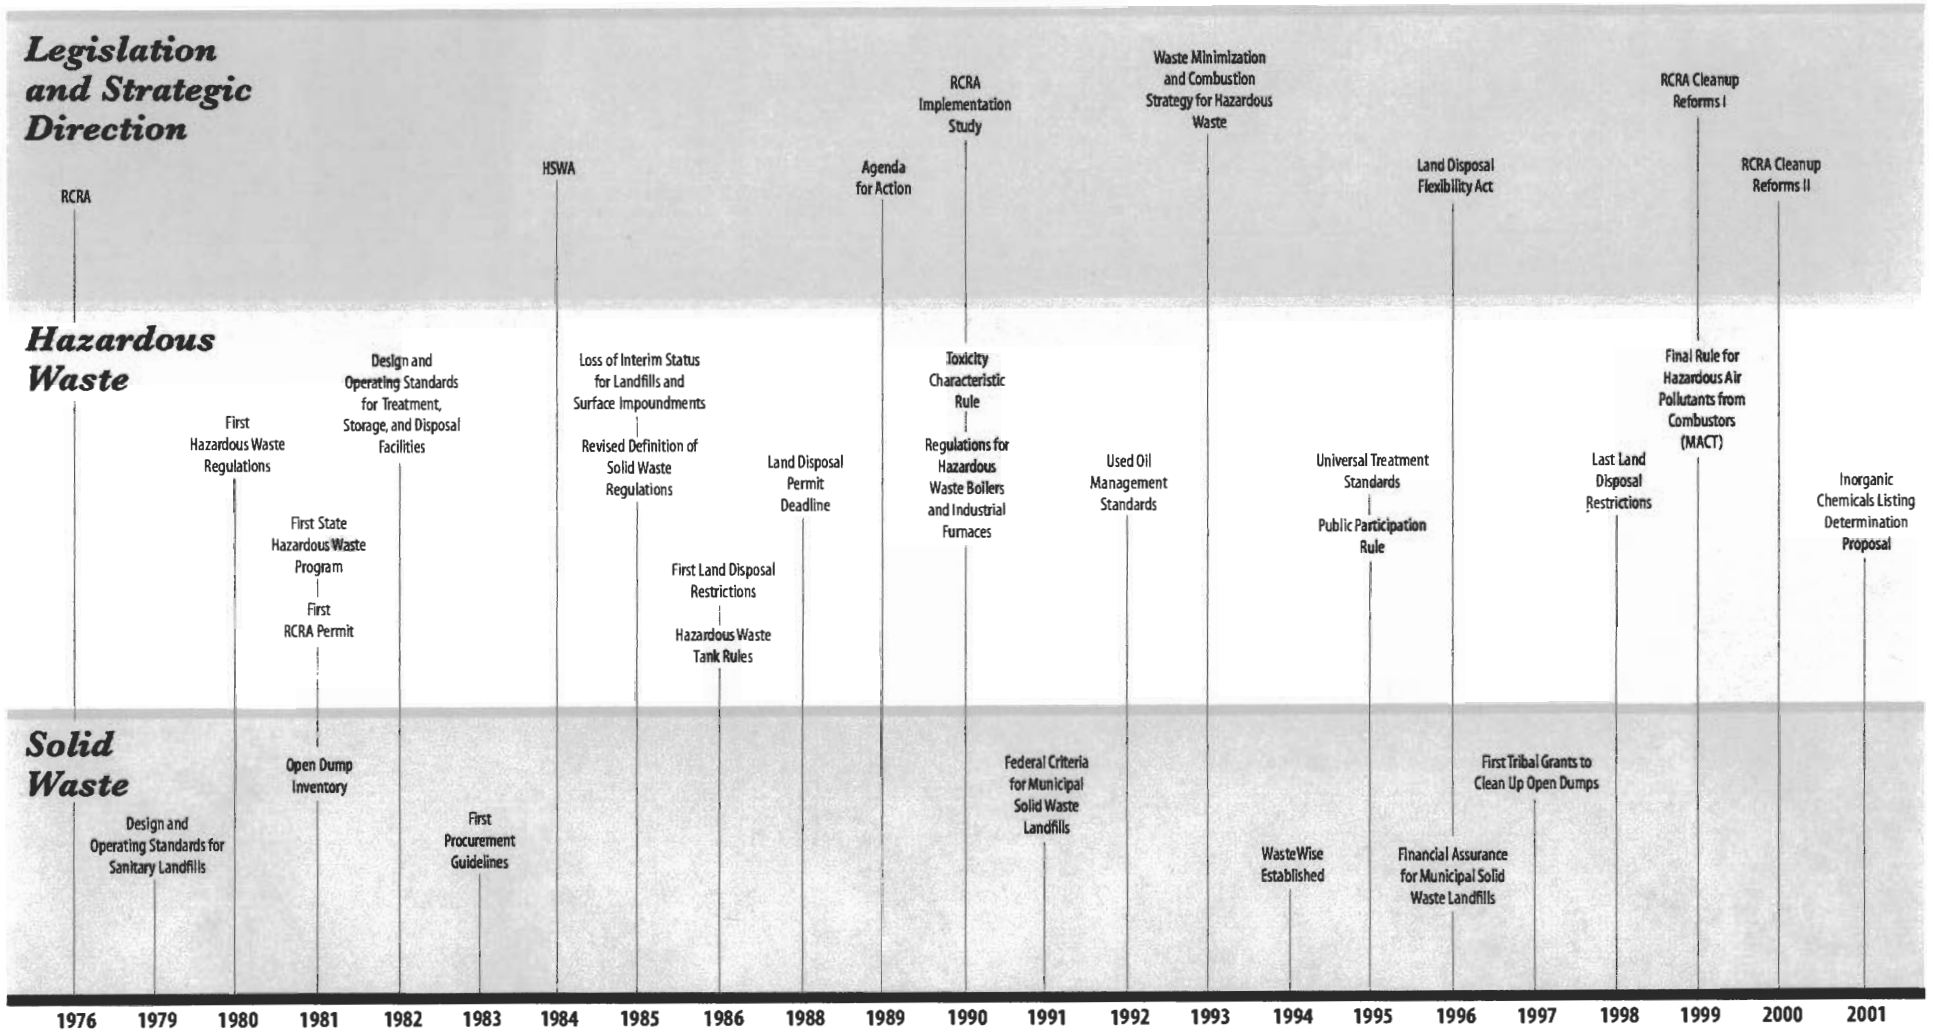 Legislation
and Strategic
Direction
RCRA
HSWA
Agenda
for Action
RCRA
Implementation
Study
Waste Minimization
and Combustion
Strategy for Hazardous
Waste
Land Disposal
Flexibility Act
RCRA Cleanup
Reforms I
RCRA Cleanup
Reforms II
Hazardous
Waste
First
Hazardous Waste
Regulations
First State
Hazardous Waste
Program
First
RCRA Permit
Design and
Operating Standards
for Treatment,
Storage, and Disposal
Facilities
Loss of Interim Status
for Landfills and
Surface Impoundments
Revised Definition of
Solid Waste
Regulations
First Land Disposal
Restrictions
Hazardous Waste
Tank Rules
Land Disposal
Permit
Deadline
Toxicity
Characteristic
Rule
Regulations for
Hazardous
Waste Boilers
and Industrial
Furnaces
Used Oil
Management
Standards
Universal Treatment
Standards
Public Participation
Rule
Last Land
Disposal
Restrictions
Final Rule for
Hazardous Air
Pollutants from
Combustors
(MACT)
Inorganic
Chemicals Listing
Determination
Proposal
Solid
Waste
Design and
Operating Standards for
Sanitary Landfills
Open Dump
Inventory
First
Procurement
Guidelines
Federal Criteria
for Municipal
Solid Waste
Landfills
WasteWise
Established
Financial Assurance
for Municipal Solid
Waste Landfills
First Tribal Grants to
Clean Up Open Dumps
1976 1979 1980 1981 1982 1983 1984 1985 1986 1988 1989 1990 1991 1992 1993 1994 1995 1996 1997 1998 1999 2000 2001